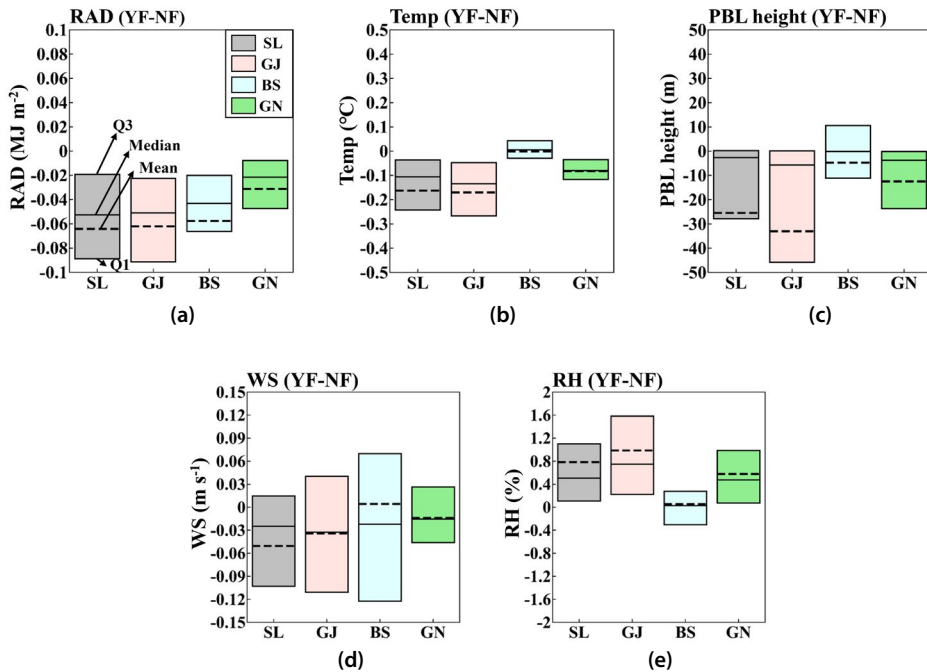 RAD (YF-NF)
RAD (MJ m-2)
0.1
0.08
0.06
0.04
0.02
0
-0.02
-0.04
-0.06
-0.08
-0.1
SL
GJ
BS
GN
Q3
Median
Mean
Q1
SL GJ BS GN
(a)
Temp (YF-NF)
Temp (°C)
0.5
0.4
0.3
0.2
0.1
0
-0.1
-0.2
-0.3
-0.4
-0.5
SL GJ BS GN
(b)
PBL height (YF-NF)
PBL height (m)
50
40
30
20
10
0
-10
-20
-30
-40
-50
SL GJ BS GN
(c)
WS (YF-NF)
WS (m s-1)
0.15
0.12
0.09
0.06
0.03
0
-0.03
-0.06
-0.09
-0.12
-0.15
SL GJ BS GN
(d)
RH (YF-NF)
RH (%)
2
1.6
1.2
0.8
0.4
0
-0.4
-0.8
-1.2
-1.6
-2
SL GJ BS GN
(e)